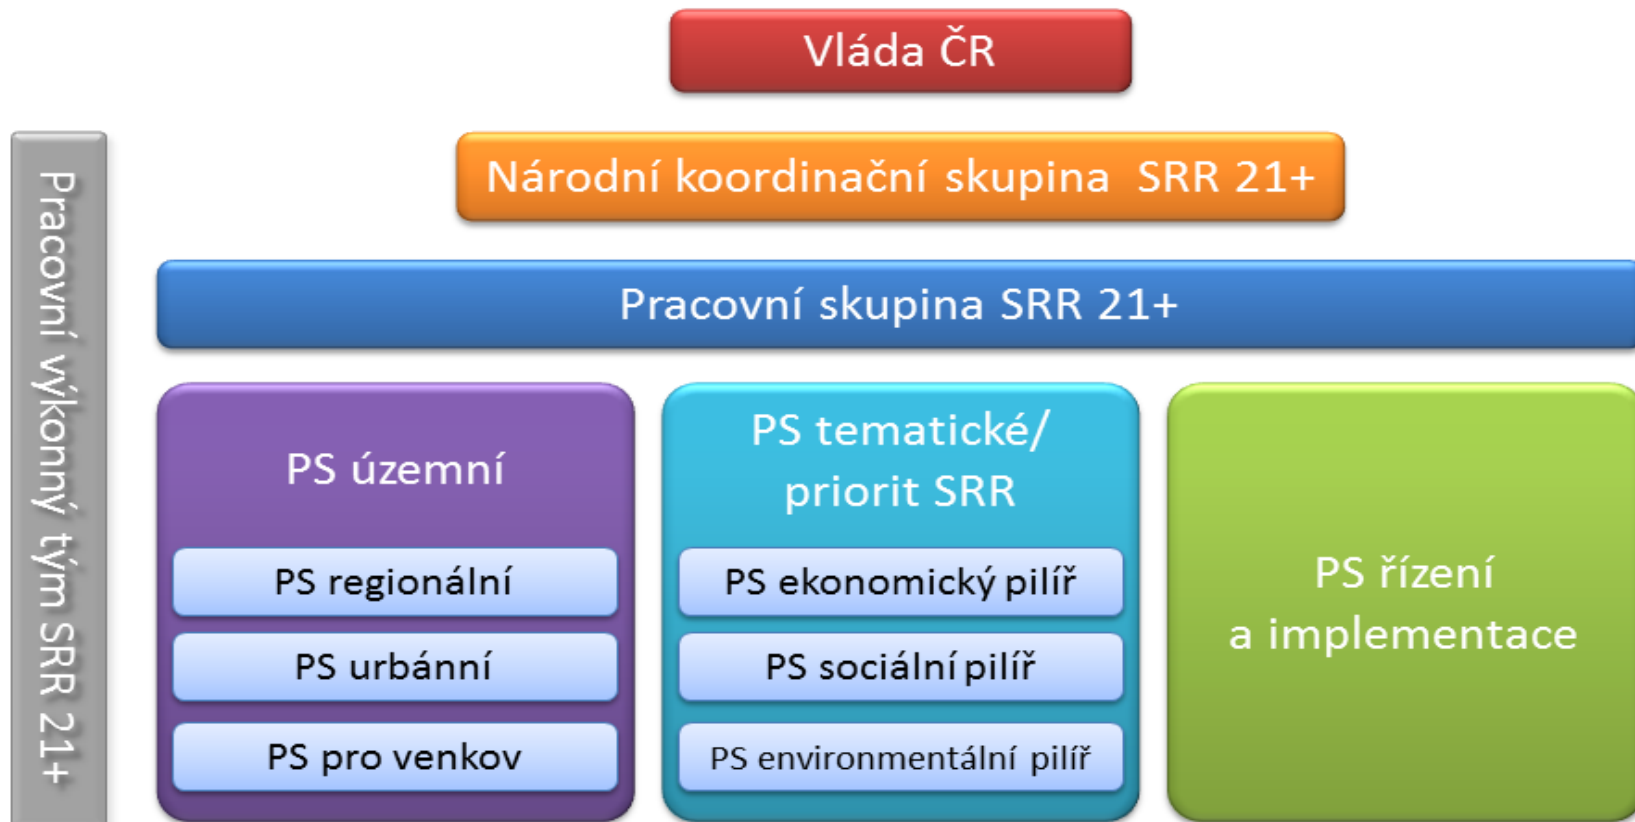 Vláda ČR
Národní koordinační skupina SRR 21+
Pracovní výkonný tým SRR 21+
Pracovní skupina SRR 21+
PS územní
PS regionální
PS urbánní
PS pro venkov
PS tematické/
priorit SRR
PS ekonomický pilíř
PS sociální pilíř
PS environmentální pilíř
PS řízení
a implementace